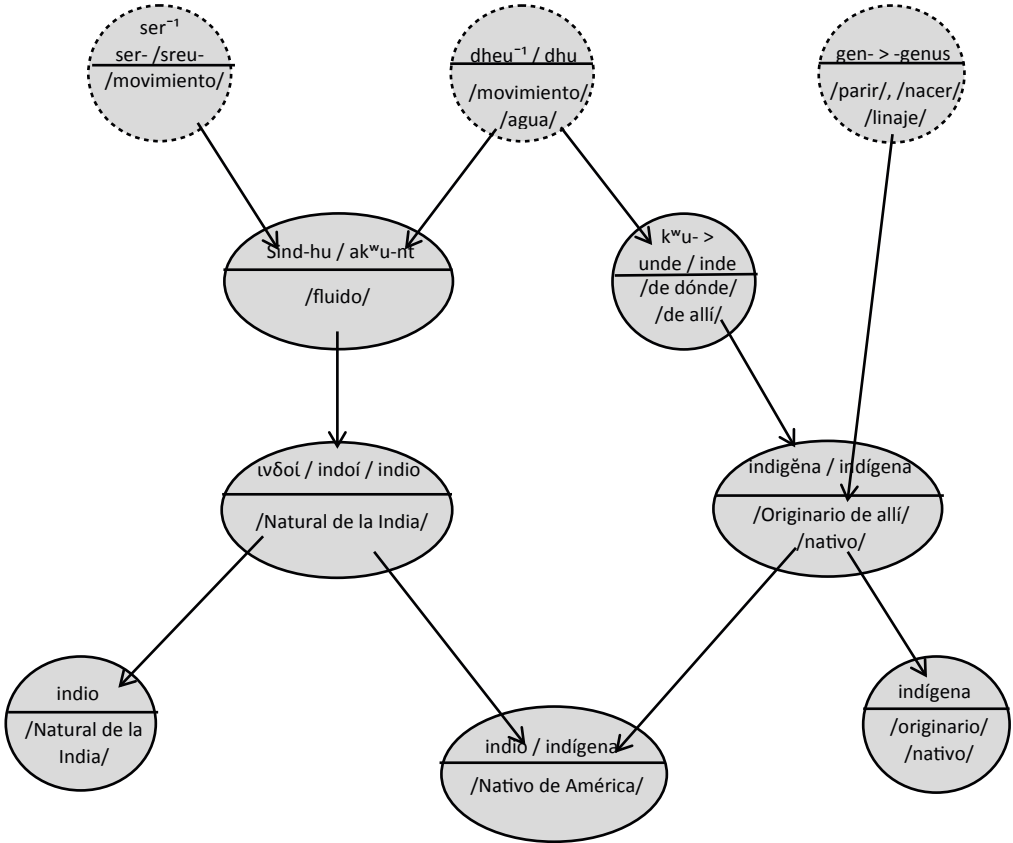 ser⁻¹
ser- /sreu-
/movimiento/
dheu⁻¹ / dhu
/movimiento/
/agua/
gen- > -genus
/parir/, /nacer/
/linaje/
Sind-hu / akʷu-nt
/fluido/
kʷu- >
unde / inde
/de dónde/
/de allí/
ινδοί / indoí / indio
/Natural de la India/
indigĕna / indígena
/Originario de allí/
/nativo/
indio
/Natural de la
India/
indio / indígena
/Nativo de América/
indígena
/originario/
/nativo/